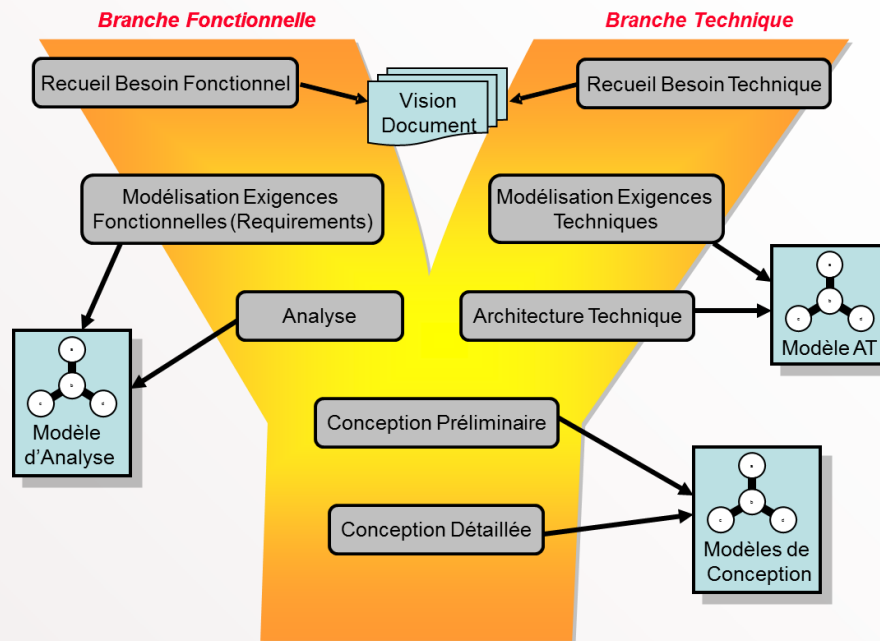 Branche Fonctionnelle
Branche Technique
Recueil Besoin Fonctionnel
Recueil Besoin Technique
Vision
Document
Modélisation Exigences
Fonctionnelles (Requirements)
Modélisation Exigences
Techniques
Analyse
Architecture Technique
a
b
c
d
Modèle AT
a
b
c
d
Modèle
d'Analyse
Conception Préliminaire
Conception Détaillée
a
b
c
d
Modèles de
Conception